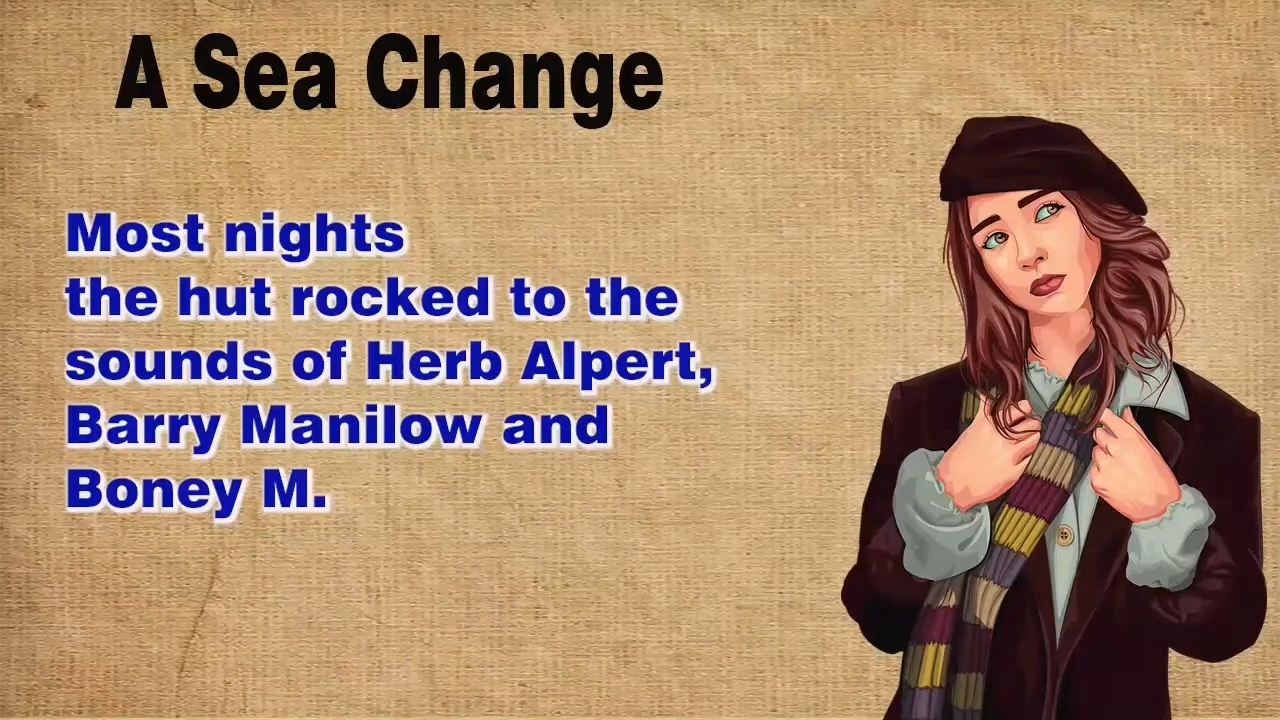 A Sea Change
Most nights
the hut rocked to the
sounds of Herb Alpert,
Barry Manilow and
Boney M.